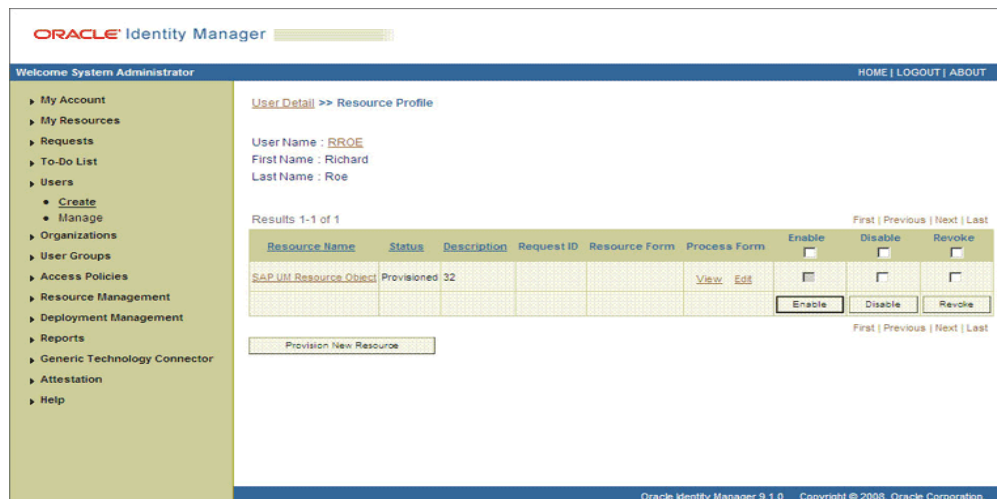 ORACLE Identity Manager
Welcome System Administrator
HOME | LOGOUT | ABOUT
My Account
My Resources
Requests
To-Do List
Users
Create
Manage
Organizations
User Groups
Access Policies
Resource Management
Deployment Management
Reports
Generic Technology Connector
Attestation
Help
User Detail >> Resource Profile
User Name : RROE
First Name : Richard
Last Name : Roe
Results 1-1 of 1
First | Previous | Next | Last
Resource Name Status Description Request ID Resource Form Process Form Enable Disable Revoke
SAP UM Resource Object Provisioned 32 View Edit
Enable Disable Revoke
First | Previous | Next | Last
Provision New Resource
Oracle Identity Manager 9.1.0 Copyright © 2008, Oracle Corporation